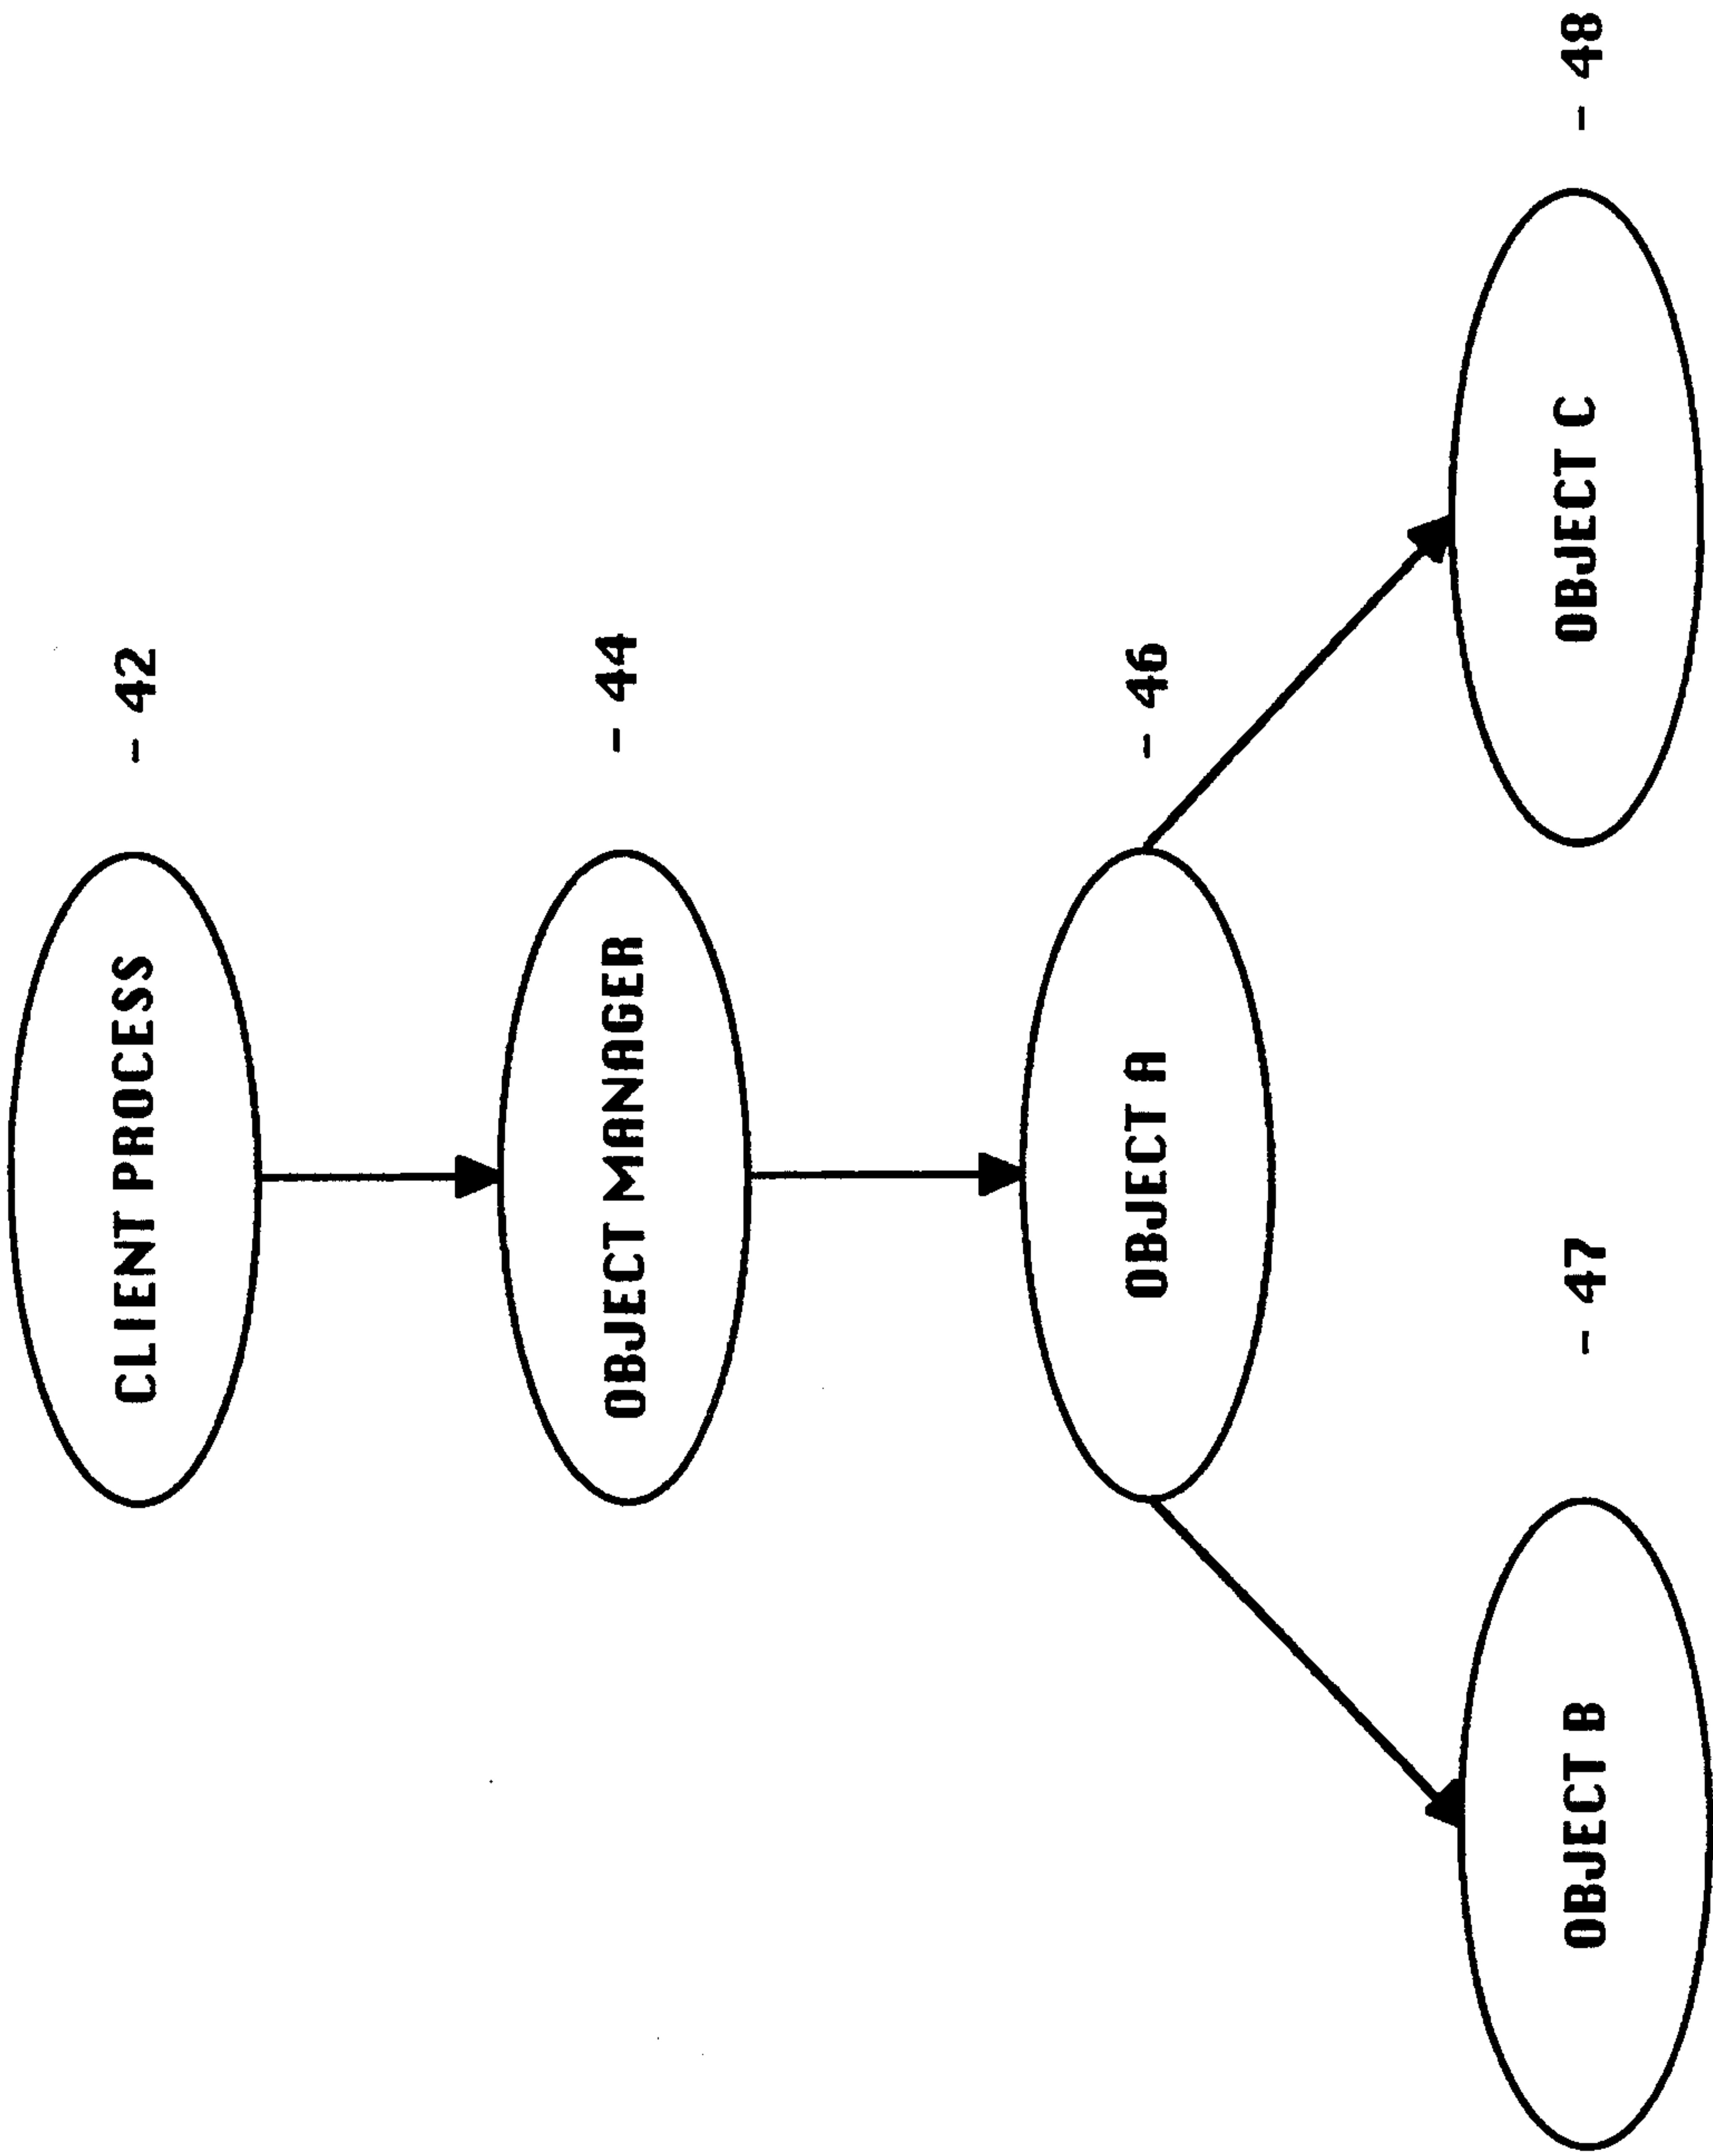 CLIENT PROCESS - 42
OBJECT MANAGER - 44
OBJECT A - 46
OBJECT B - 47
OBJECT C - 48